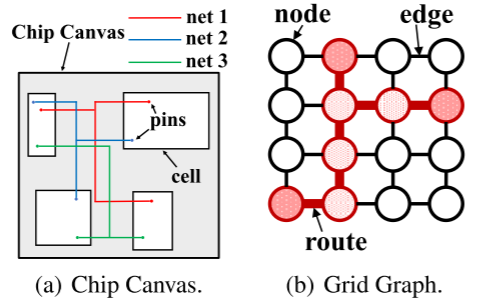 Chip Canvas
net 1
net 2
net 3
pins
cell
(a) Chip Canvas.
node
edge
route
(b) Grid Graph.